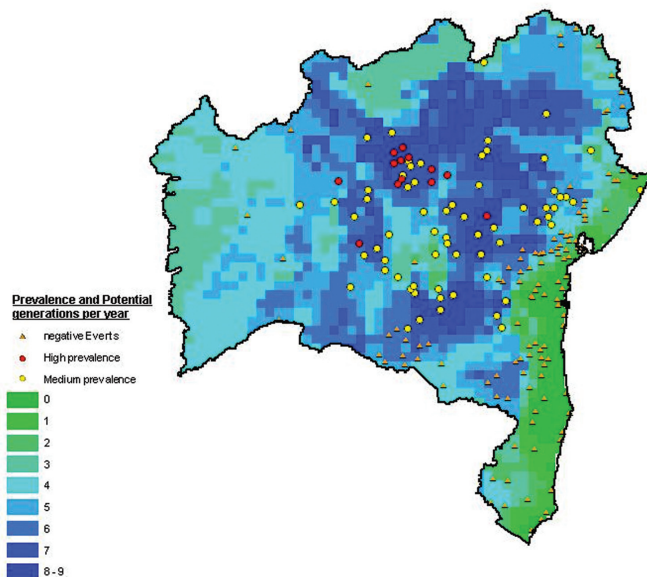 Prevalence and Potential
generations per year
negative Everts
High prevalence
Medium prevalence
0
1
2
3
4
5
6
7
8 - 9